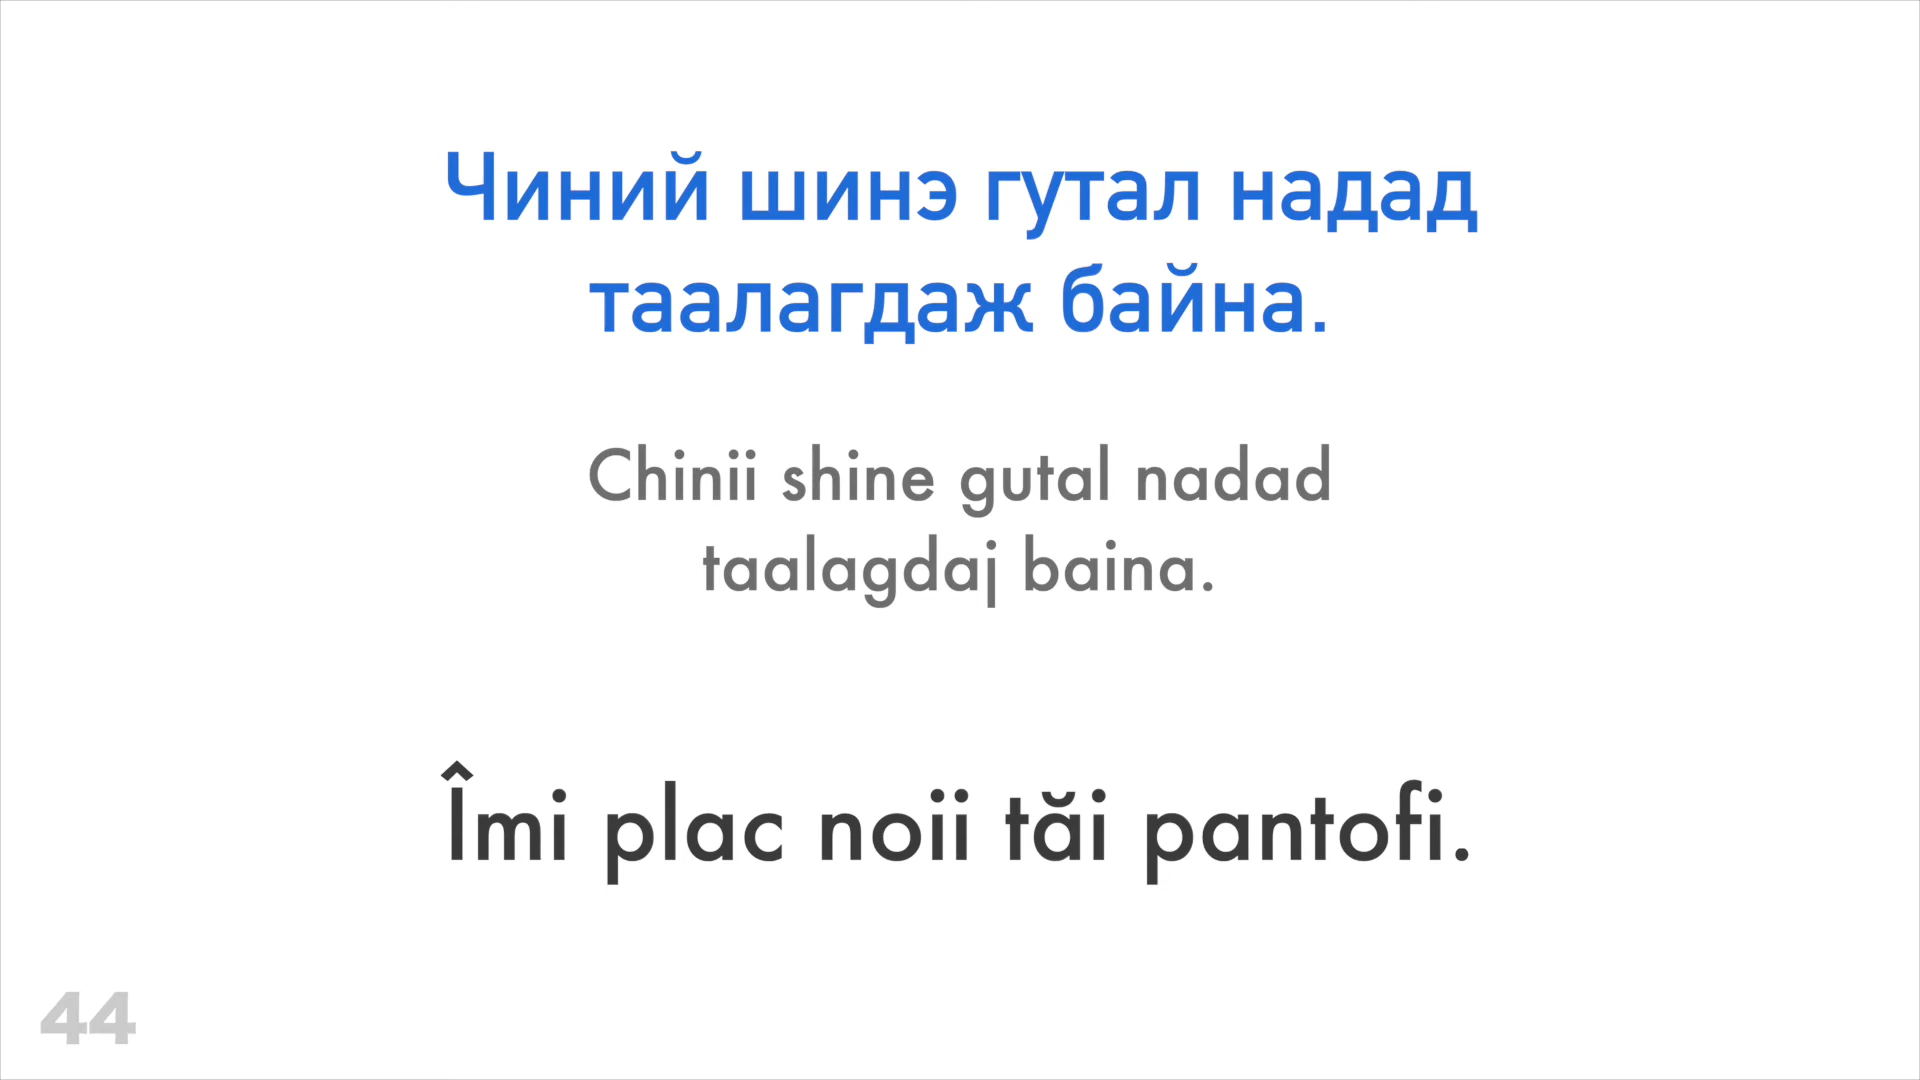 Чиний шинэ гутал надад
таалагдаж байна.
Chinii shine gutal nadad
taalagdaj baina.
Îmi plac noii tăi pantofi.
44